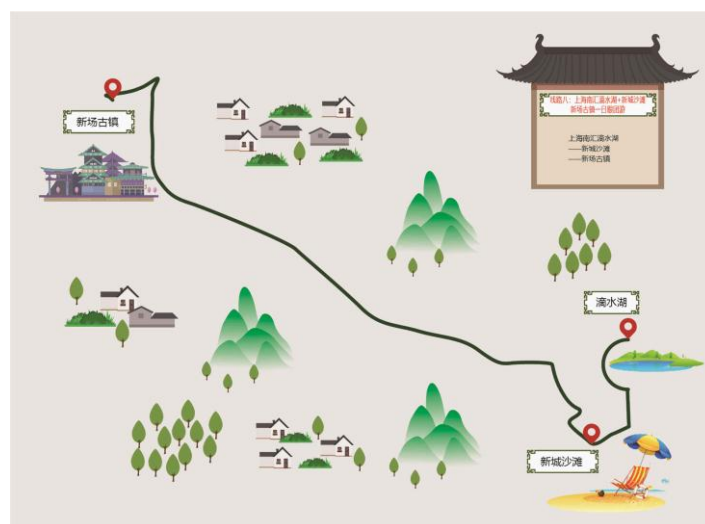 线路八：上海南汇滴水湖+新城沙滩
新场古镇一日跟团游
上海南汇滴水湖
——新城沙滩
——新场古镇
新场古镇
滴水湖
新城沙滩